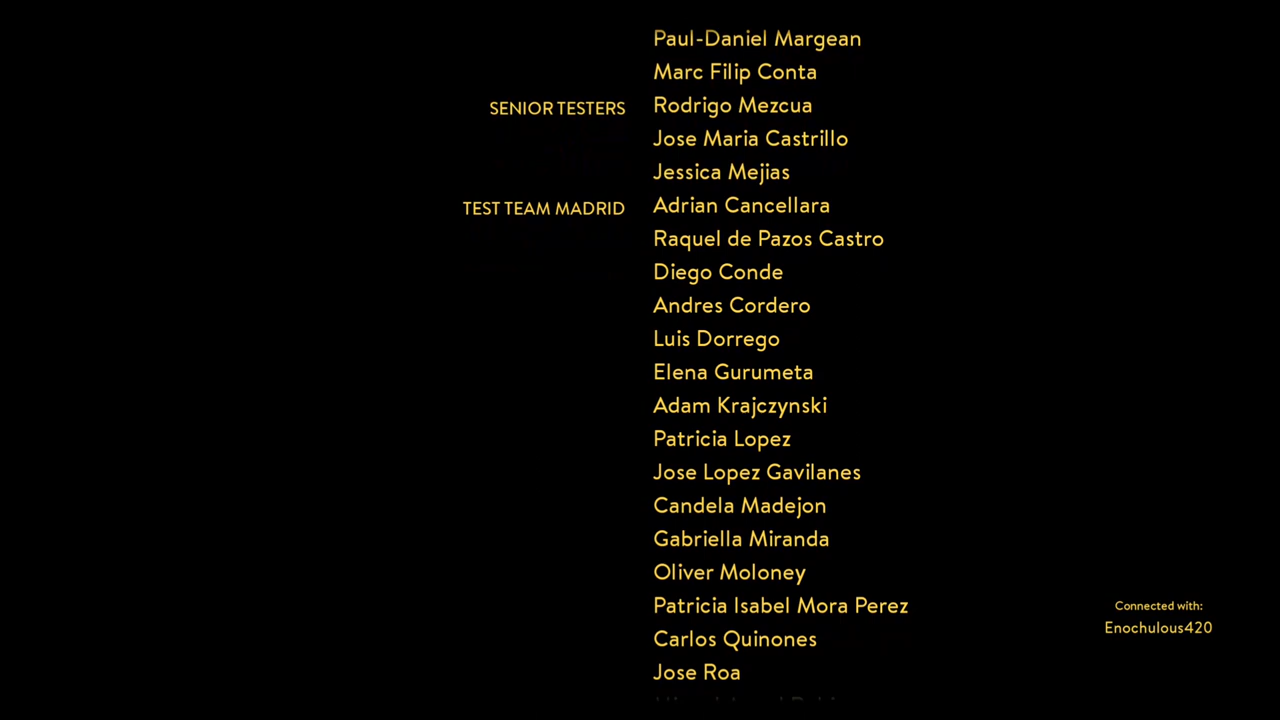 Paul-Daniel Margean
Marc Filip Conta
SENIOR TESTERS Rodrigo Mezcua
Jose Maria Castrillo
Jessica Mejias
TEST TEAM MADRID Adrian Cancellara
Raquel de Pazos Castro
Diego Conde
Andres Cordero
Luis Dorrego
Elena Gurumeta
Adam Krajczynski
Patricia Lopez
Jose Lopez Gavilanes
Candela Madejon
Gabriella Miranda
Oliver Moloney
Patricia Isabel Mora Perez
Connected with:
Enochulous420
Carlos Quinones
Jose Roa